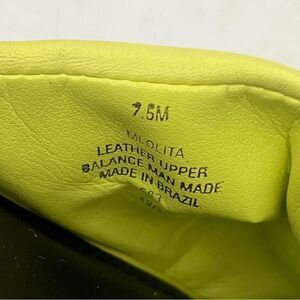 7.5M
MLOLITA
LEATHER UPPER
BALANCE MAN MADE
MADE IN BRAZIL